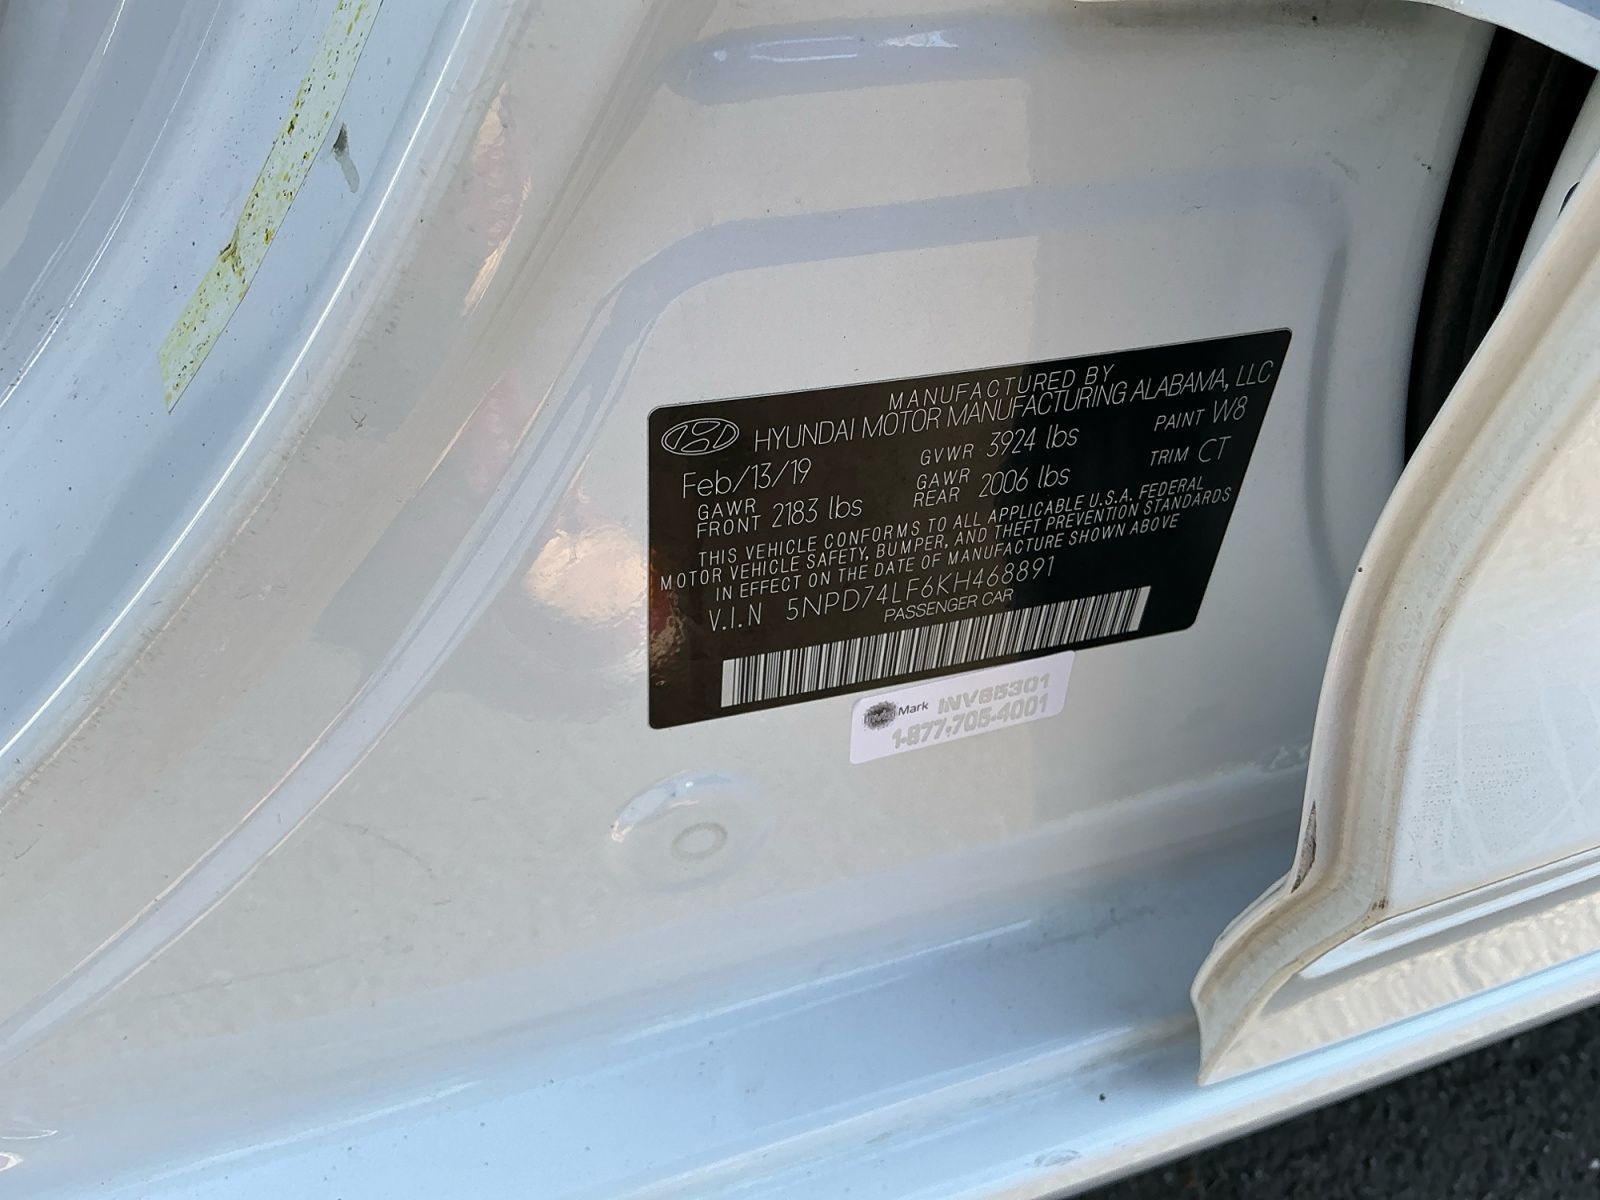 MANUFACTURED BY
HYUNDAI MOTOR MANUFACTURING ALABAMA, LLC
Feb/13/19 GVWR 3924 lbs PAINT W8
GAWR FRONT 2183 lbs GAWR REAR 2006 lbs TRIM CT
THIS VEHICLE CONFORMS TO ALL APPLICABLE U.S.A. FEDERAL
MOTOR VEHICLE SAFETY, BUMPER, AND THEFT PREVENTION STANDARDS
IN EFFECT ON THE DATE OF MANUFACTURE SHOWN ABOVE
V.I.N 5NPD74LF6KH468891
PASSENGER CAR
Mark INV65301
1-877-705-4001